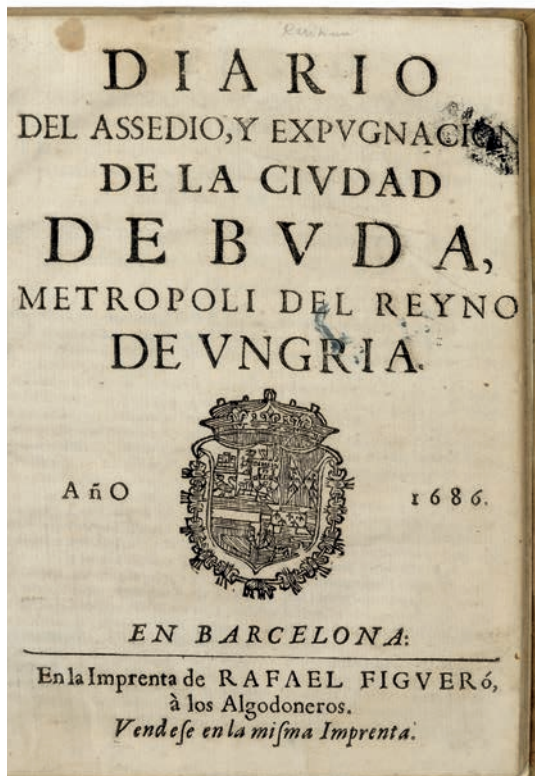 DIARIO
DEL ASSEDIO, Y EXPVGNACION
DE LA CIVDAD
DE BVDA,
METROPOLI DEL REYNO
DE VNGRIA.
AñO 1686.
EN BARCELONA:
En la Imprenta de RAFAEL FIGVERó,
à los Algodoneros.
Vendeſe en la miſma Imprenta.